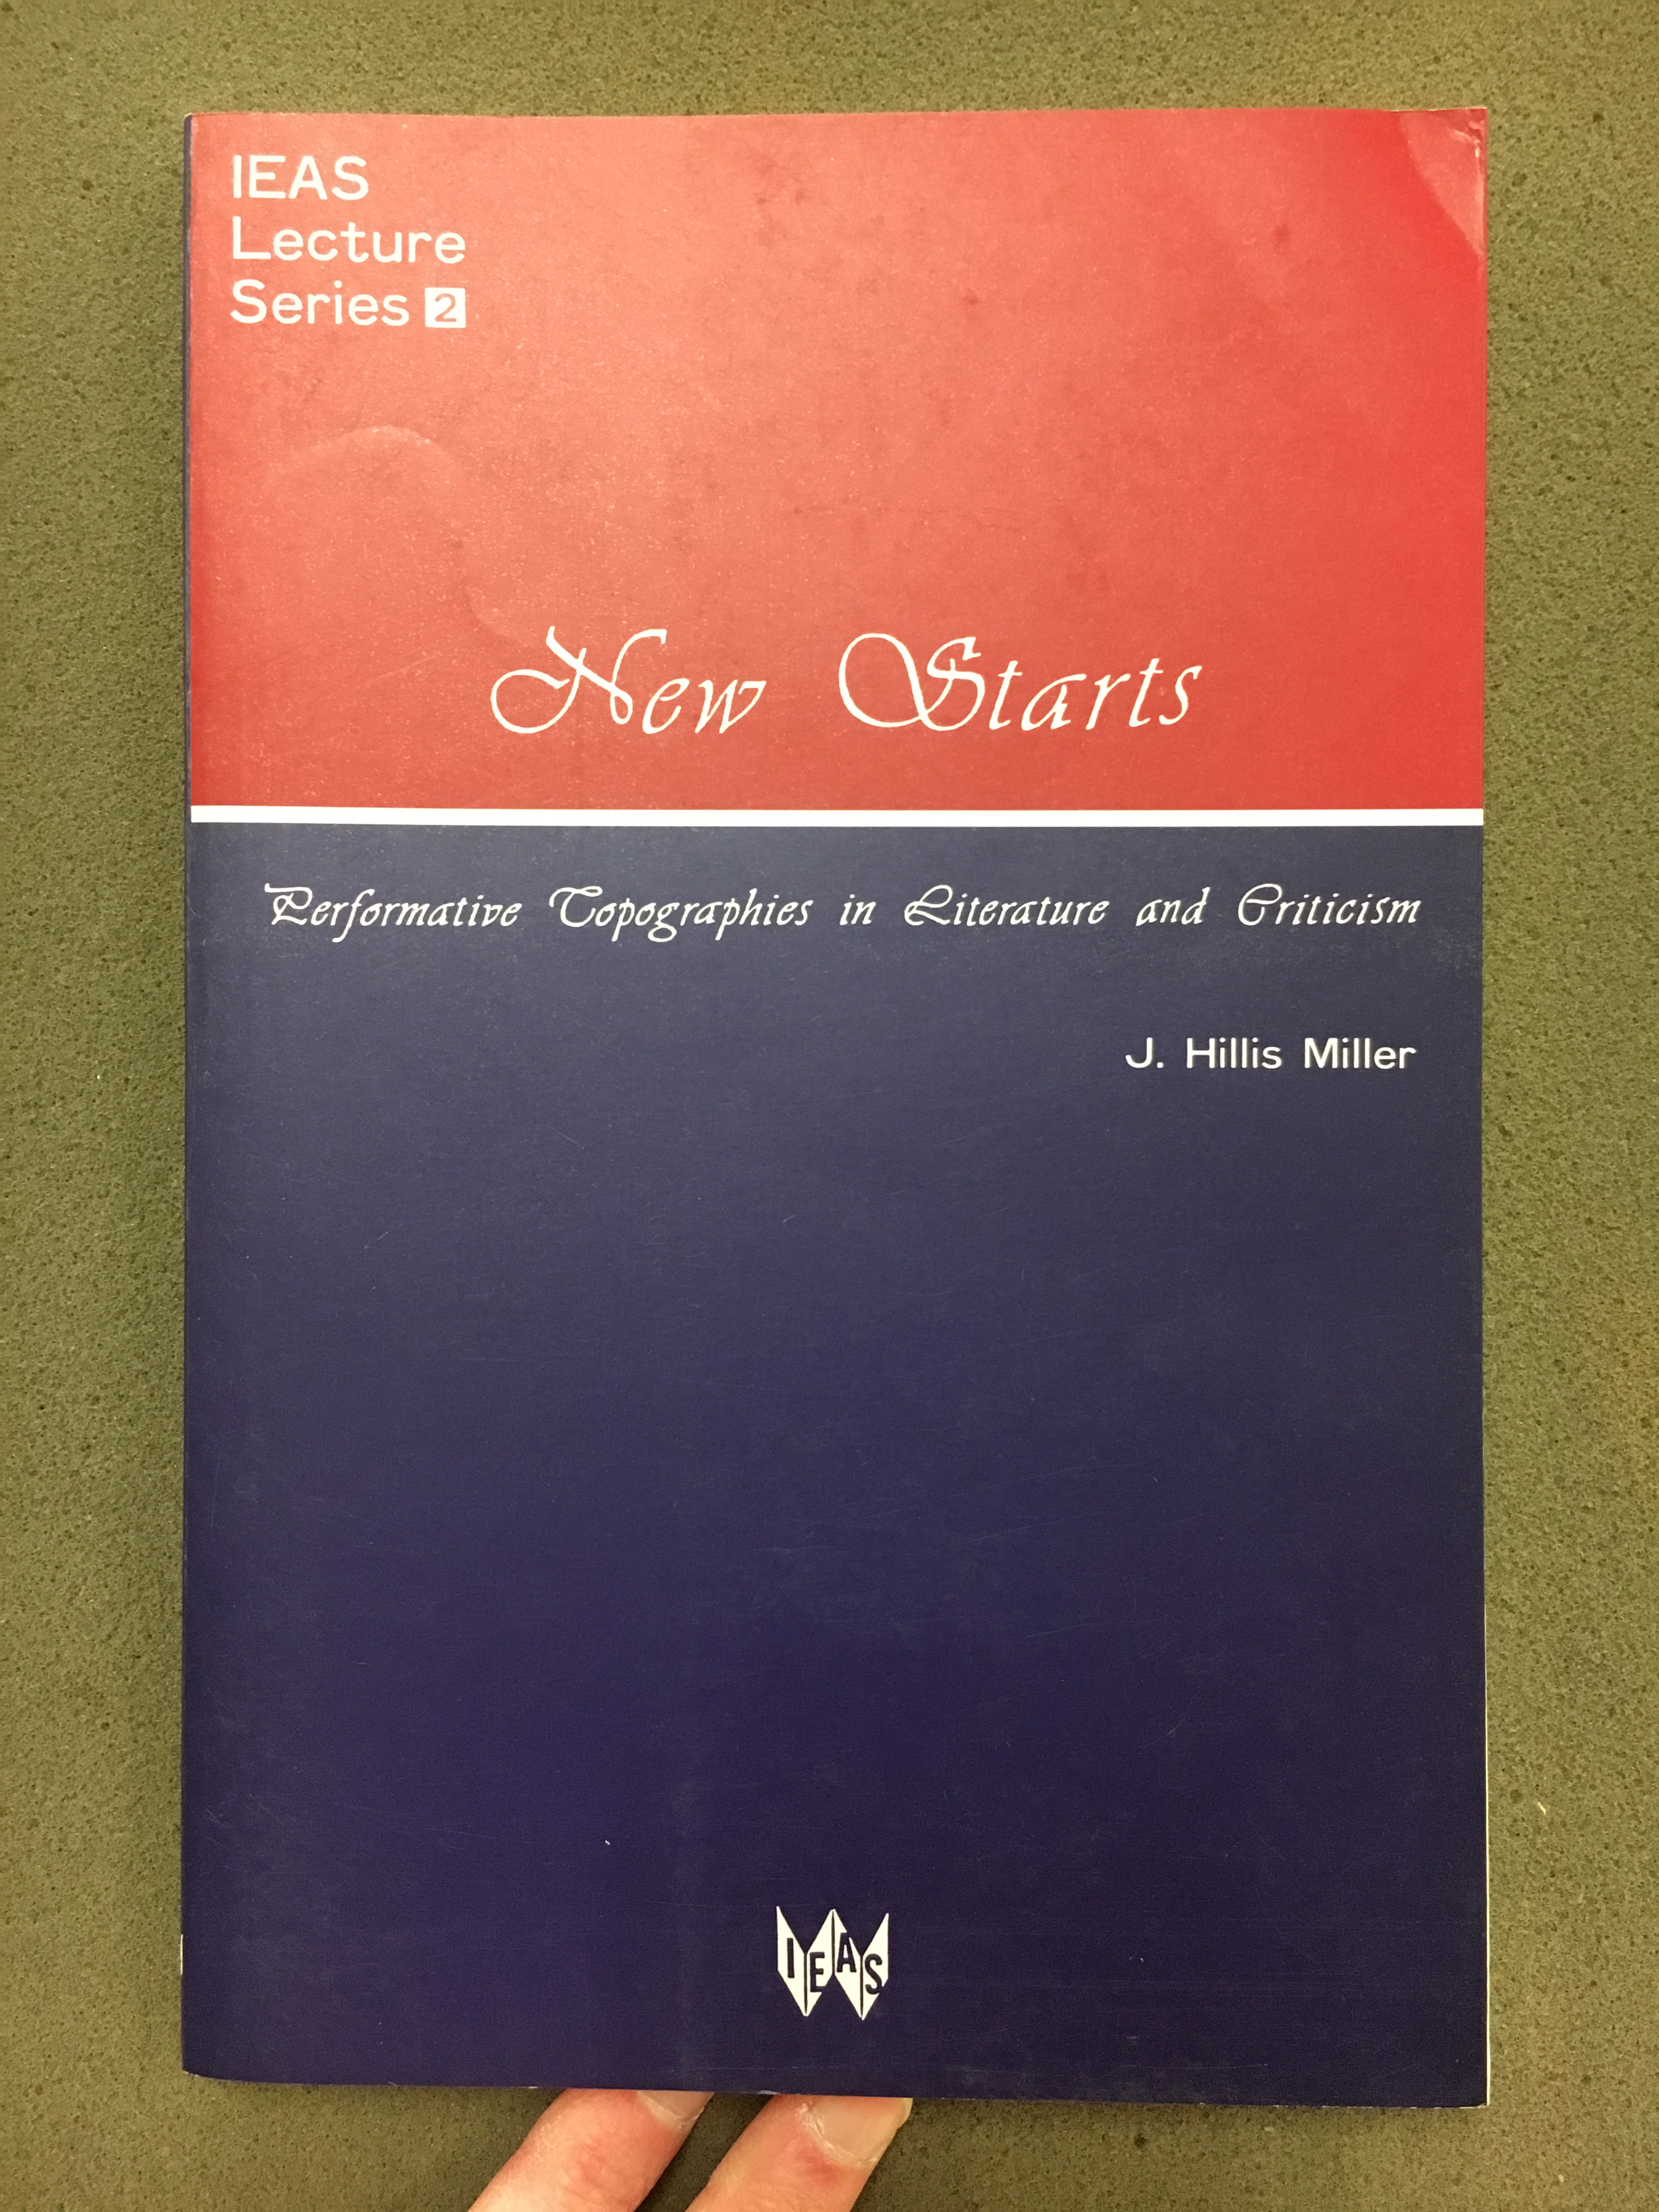 IEAS
Lecture
Series 2
New Starts
Performative Topographies in Literature and Criticism
J. Hillis Miller
IEAS